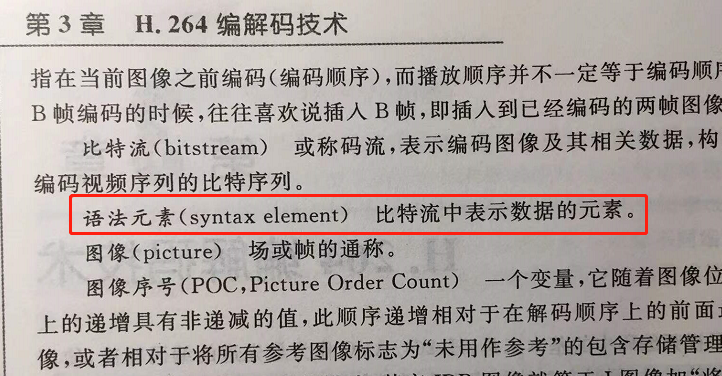 第3章 H.264编解码技术
指在当前图像之前编码(编码顺序),而播放顺序并不一定等于编码顺
B帧编码的时候,往往喜欢说插入B帧,即插入到已经编码的两帧图像
比特流(bitstream) 或称码流,表示编码图像及其相关数据,构
编码视频序列的比特序列。
语法元素(syntax element) 比特流中表示数据的元素。
图像(picture) 场或帧的通称。
图像序号(POC,Picture Order Count) 一个变量,它随着图像位
上的递增具有非递减的值,此顺序递增相对于在解码顺序上的前面
像,或者相对于将所有参考图像标志为“未用作参考”的包含存储管理